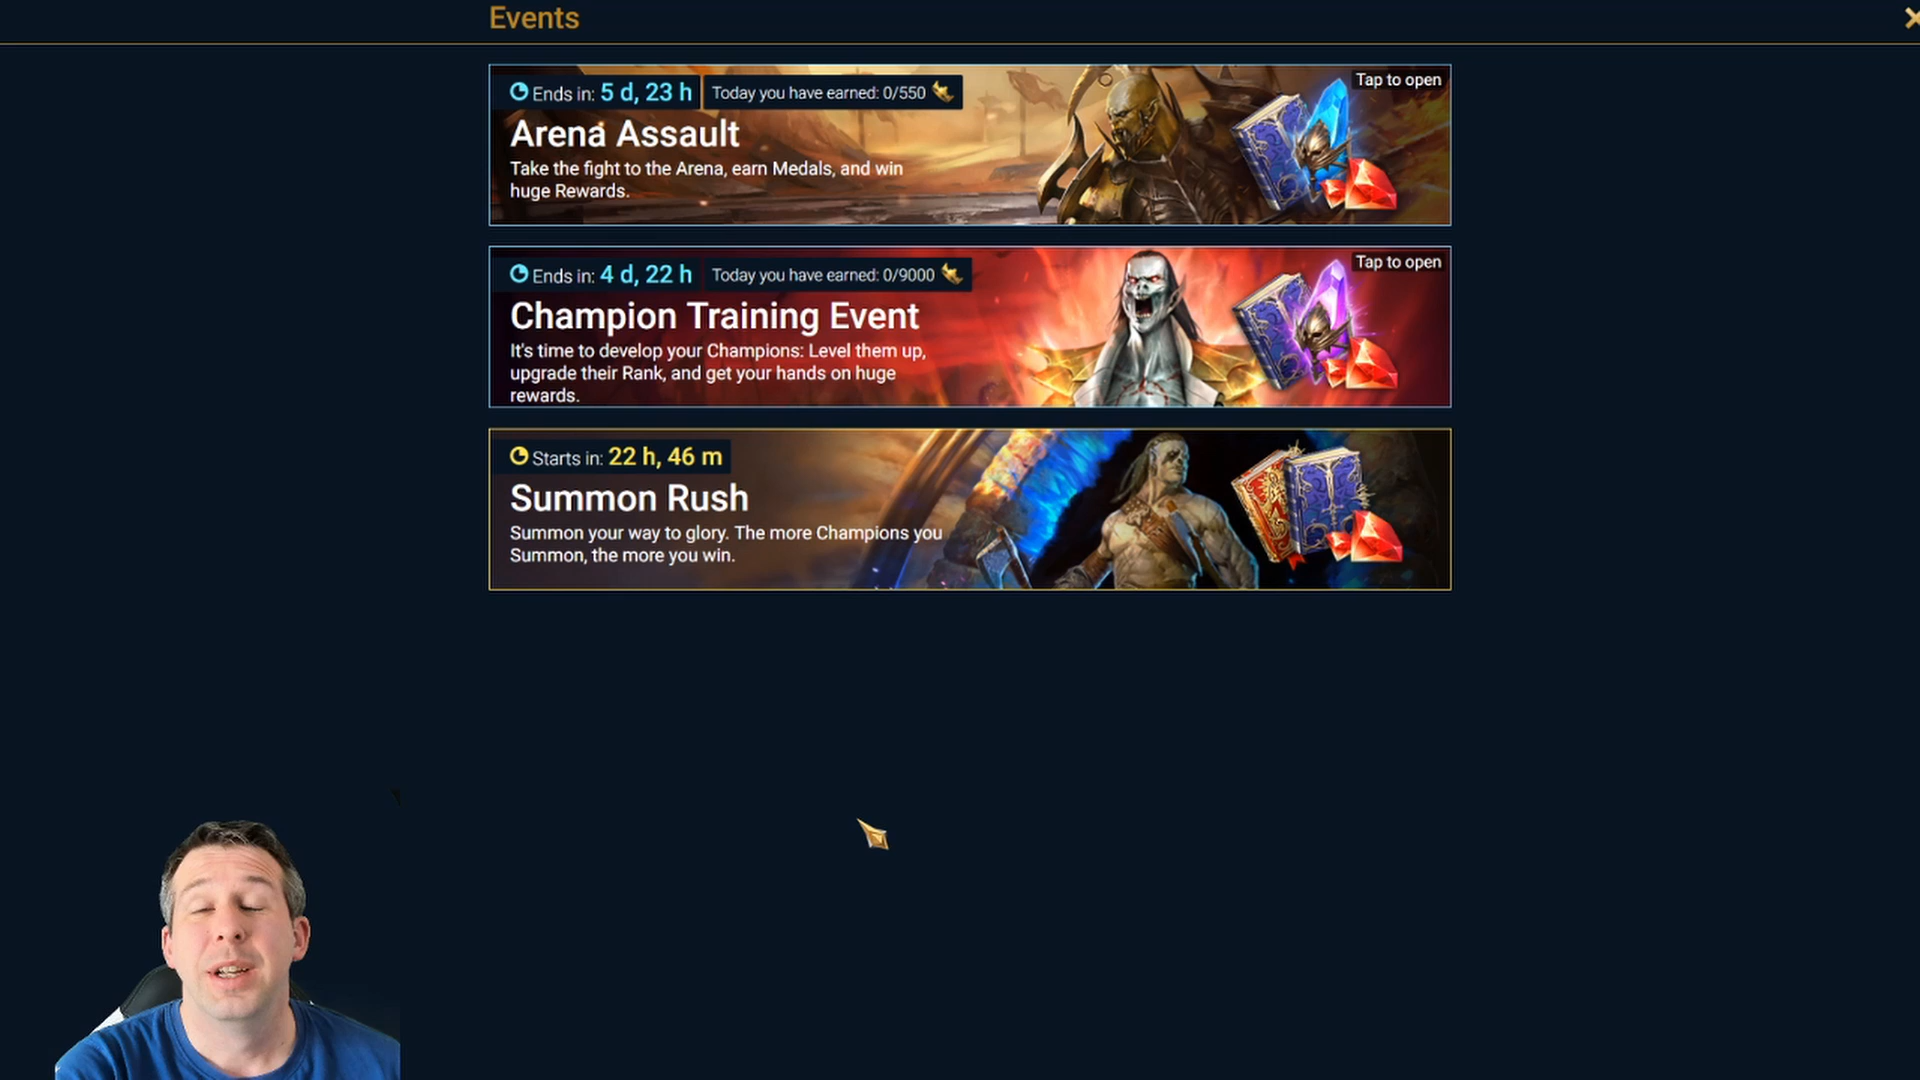 Events
Ends in: 5 d, 23 h
Today you have earned: 0/550
Tap to open
Arena Assault
Take the fight to the Arena, earn Medals, and win
huge Rewards.
Ends in: 4 d, 22 h
Today you have earned: 0/9000
Tap to open
Champion Training Event
It's time to develop your Champions: Level them up,
upgrade their Rank, and get your hands on huge
rewards.
Starts in: 22 h, 46 m
Summon Rush
Summon your way to glory. The more Champions you
Summon, the more you win.